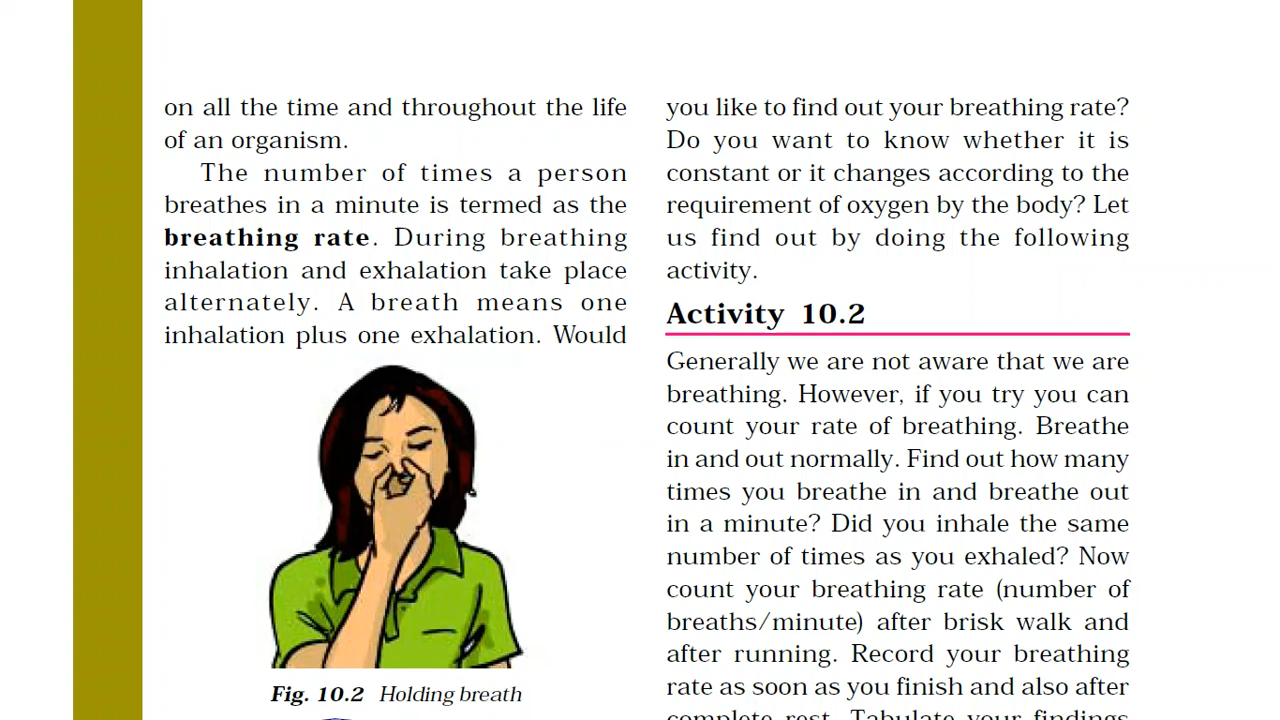 on all the time and throughout the life
of an organism.
The number of times a person
breathes in a minute is termed as the
breathing rate. During breathing
inhalation and exhalation take place
alternately. A breath means one
inhalation plus one exhalation. Would
Fig. 10.2 Holding breath
you like to find out your breathing rate?
Do you want to know whether it is
constant or it changes according to the
requirement of oxygen by the body? Let
us find out by doing the following
activity.
Activity 10.2
Generally we are not aware that we are
breathing. However, if you try you can
count your rate of breathing. Breathe
in and out normally. Find out how many
times you breathe in and breathe out
in a minute? Did you inhale the same
number of times as you exhaled? Now
count your breathing rate (number of
breaths/minute) after brisk walk and
after running. Record your breathing
rate as soon as you finish and also after
complete rest. Tabulate your findings